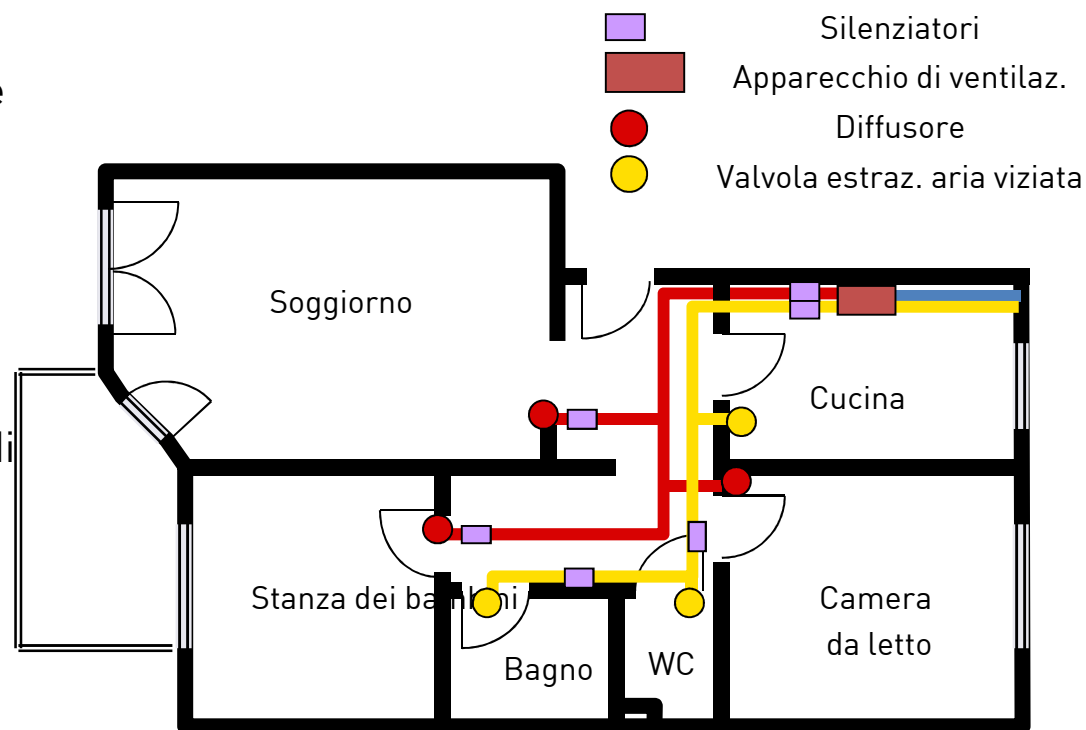 Silenziatori
e
Apparecchio di ventilaz.
Diffusore
Valvola estraz. aria viziata
Soggiorno
Cucina
li
Stanza dei bambini
Camera
da letto
Bagno
WC